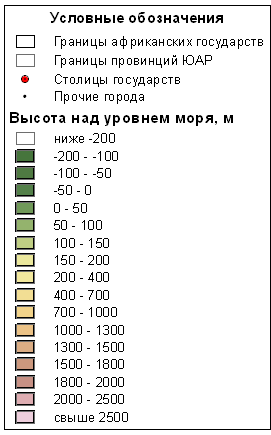 Условные обозначения
Границы африканских государств
Границы провинций ЮАР
Столицы государств
Прочие города
Высота над уровнем моря, м
ниже -200
-200 - -100
-100 - -50
-50 - 0
0 - 50
50 - 100
100 - 150
150 - 200
200 - 400
400 - 700
700 - 1000
1000 - 1300
1300 - 1500
1500 - 1800
1800 - 2000
2000 - 2500
свыше 2500